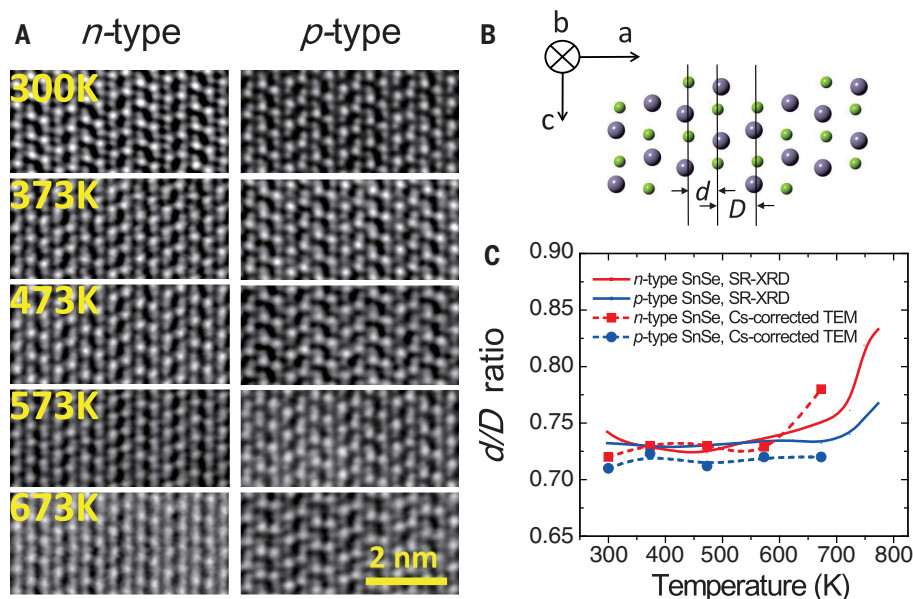 A
n-type
p-type
300K
373K
473K
573K
673K
2 nm
B
b
a
c
d
D
C
n-type SnSe, SR-XRD
p-type SnSe, SR-XRD
n-type SnSe, Cs-corrected TEM
p-type SnSe, Cs-corrected TEM
d/D ratio
0.90
0.85
0.80
0.75
0.70
0.65
300 400 500 600 700 800
Temperature (K)